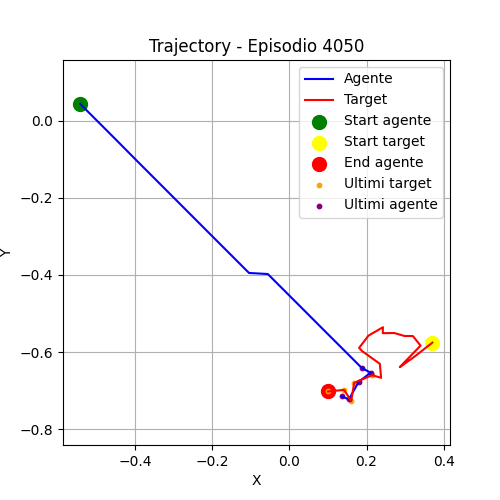 Trajectory - Episodio 4050
Agente
Target
Start agente
Start target
End agente
Ultimi target
Ultimi agente
0.0
−0.2
−0.4
−0.6
−0.8
Y
−0.4
−0.2
0.0
0.2
0.4
X